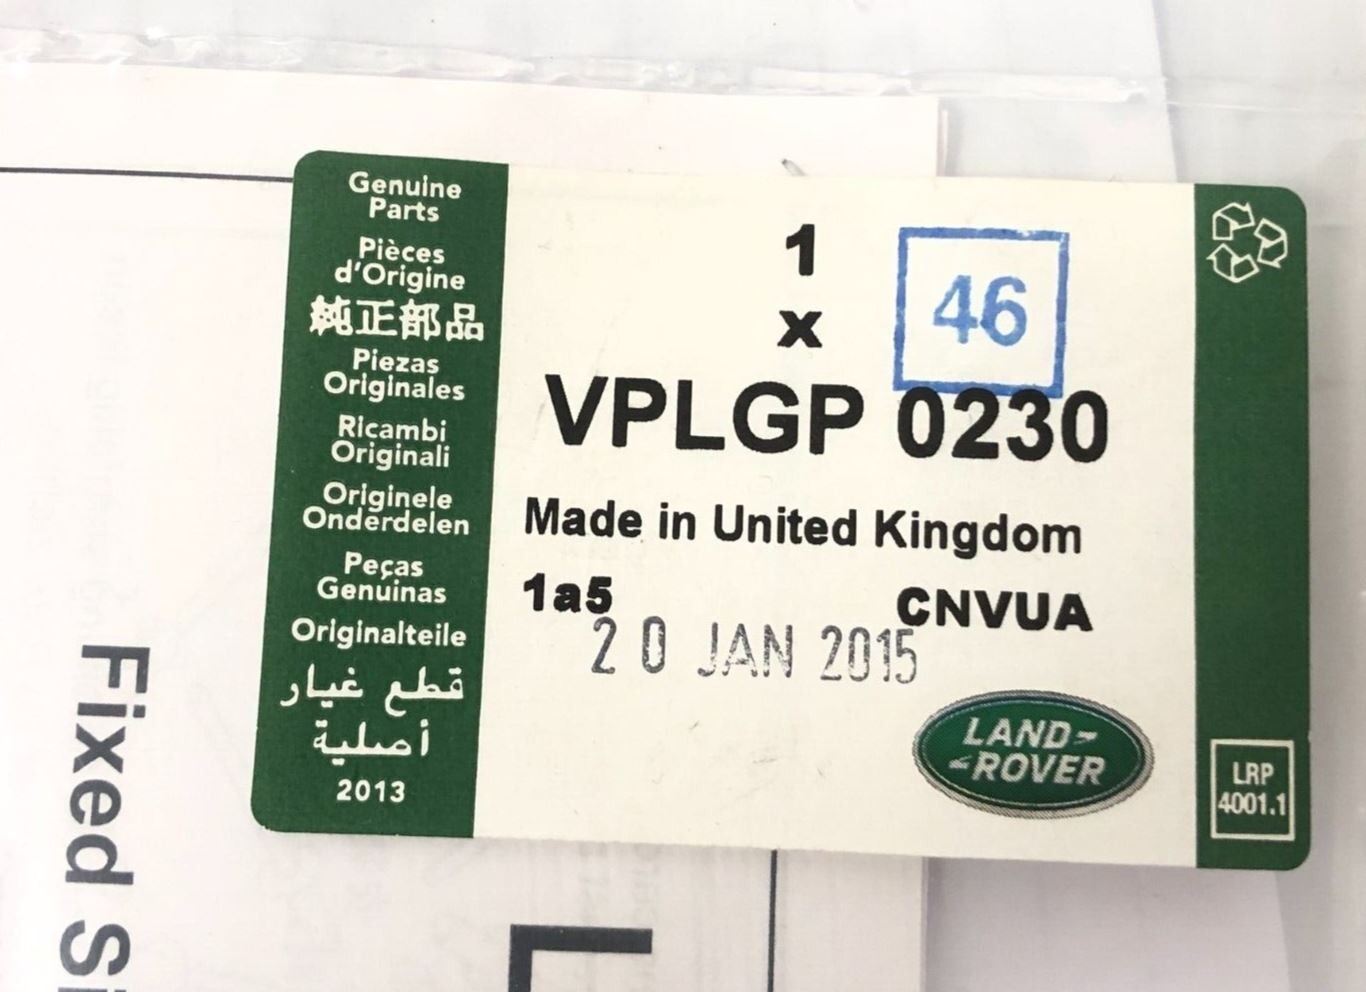 Genuine
Parts
Pièces
d'Origine
純正部品
Piezas
Originales
Ricambi
Originali
Originele
Onderdelen
Peças
Genuinas
Originalteile
قطع غيار
أصلية
2013
1
x
46
VPLGP 0230
Made in United Kingdom
1a5
CNVUA
20 JAN 2015
LAND-
-ROVER
LRP
4001.1
Fixed Si
L